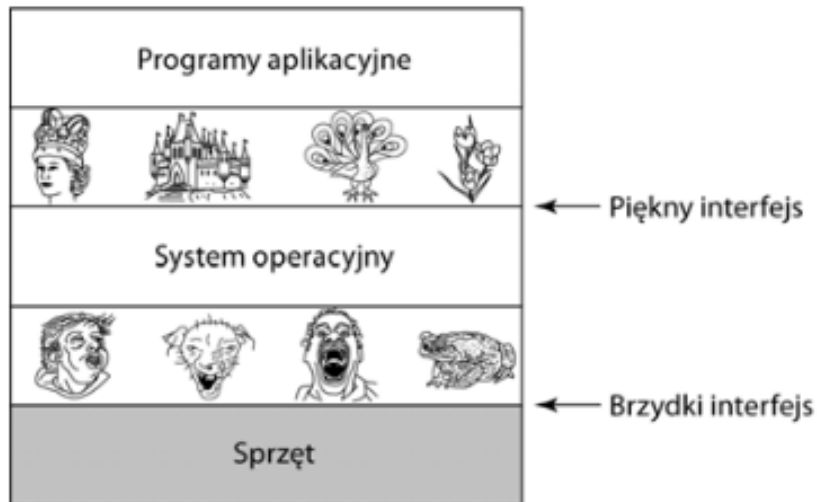 Programy aplikacyjne
Piękny interfejs
System operacyjny
Brzydki interfejs
Sprzęt